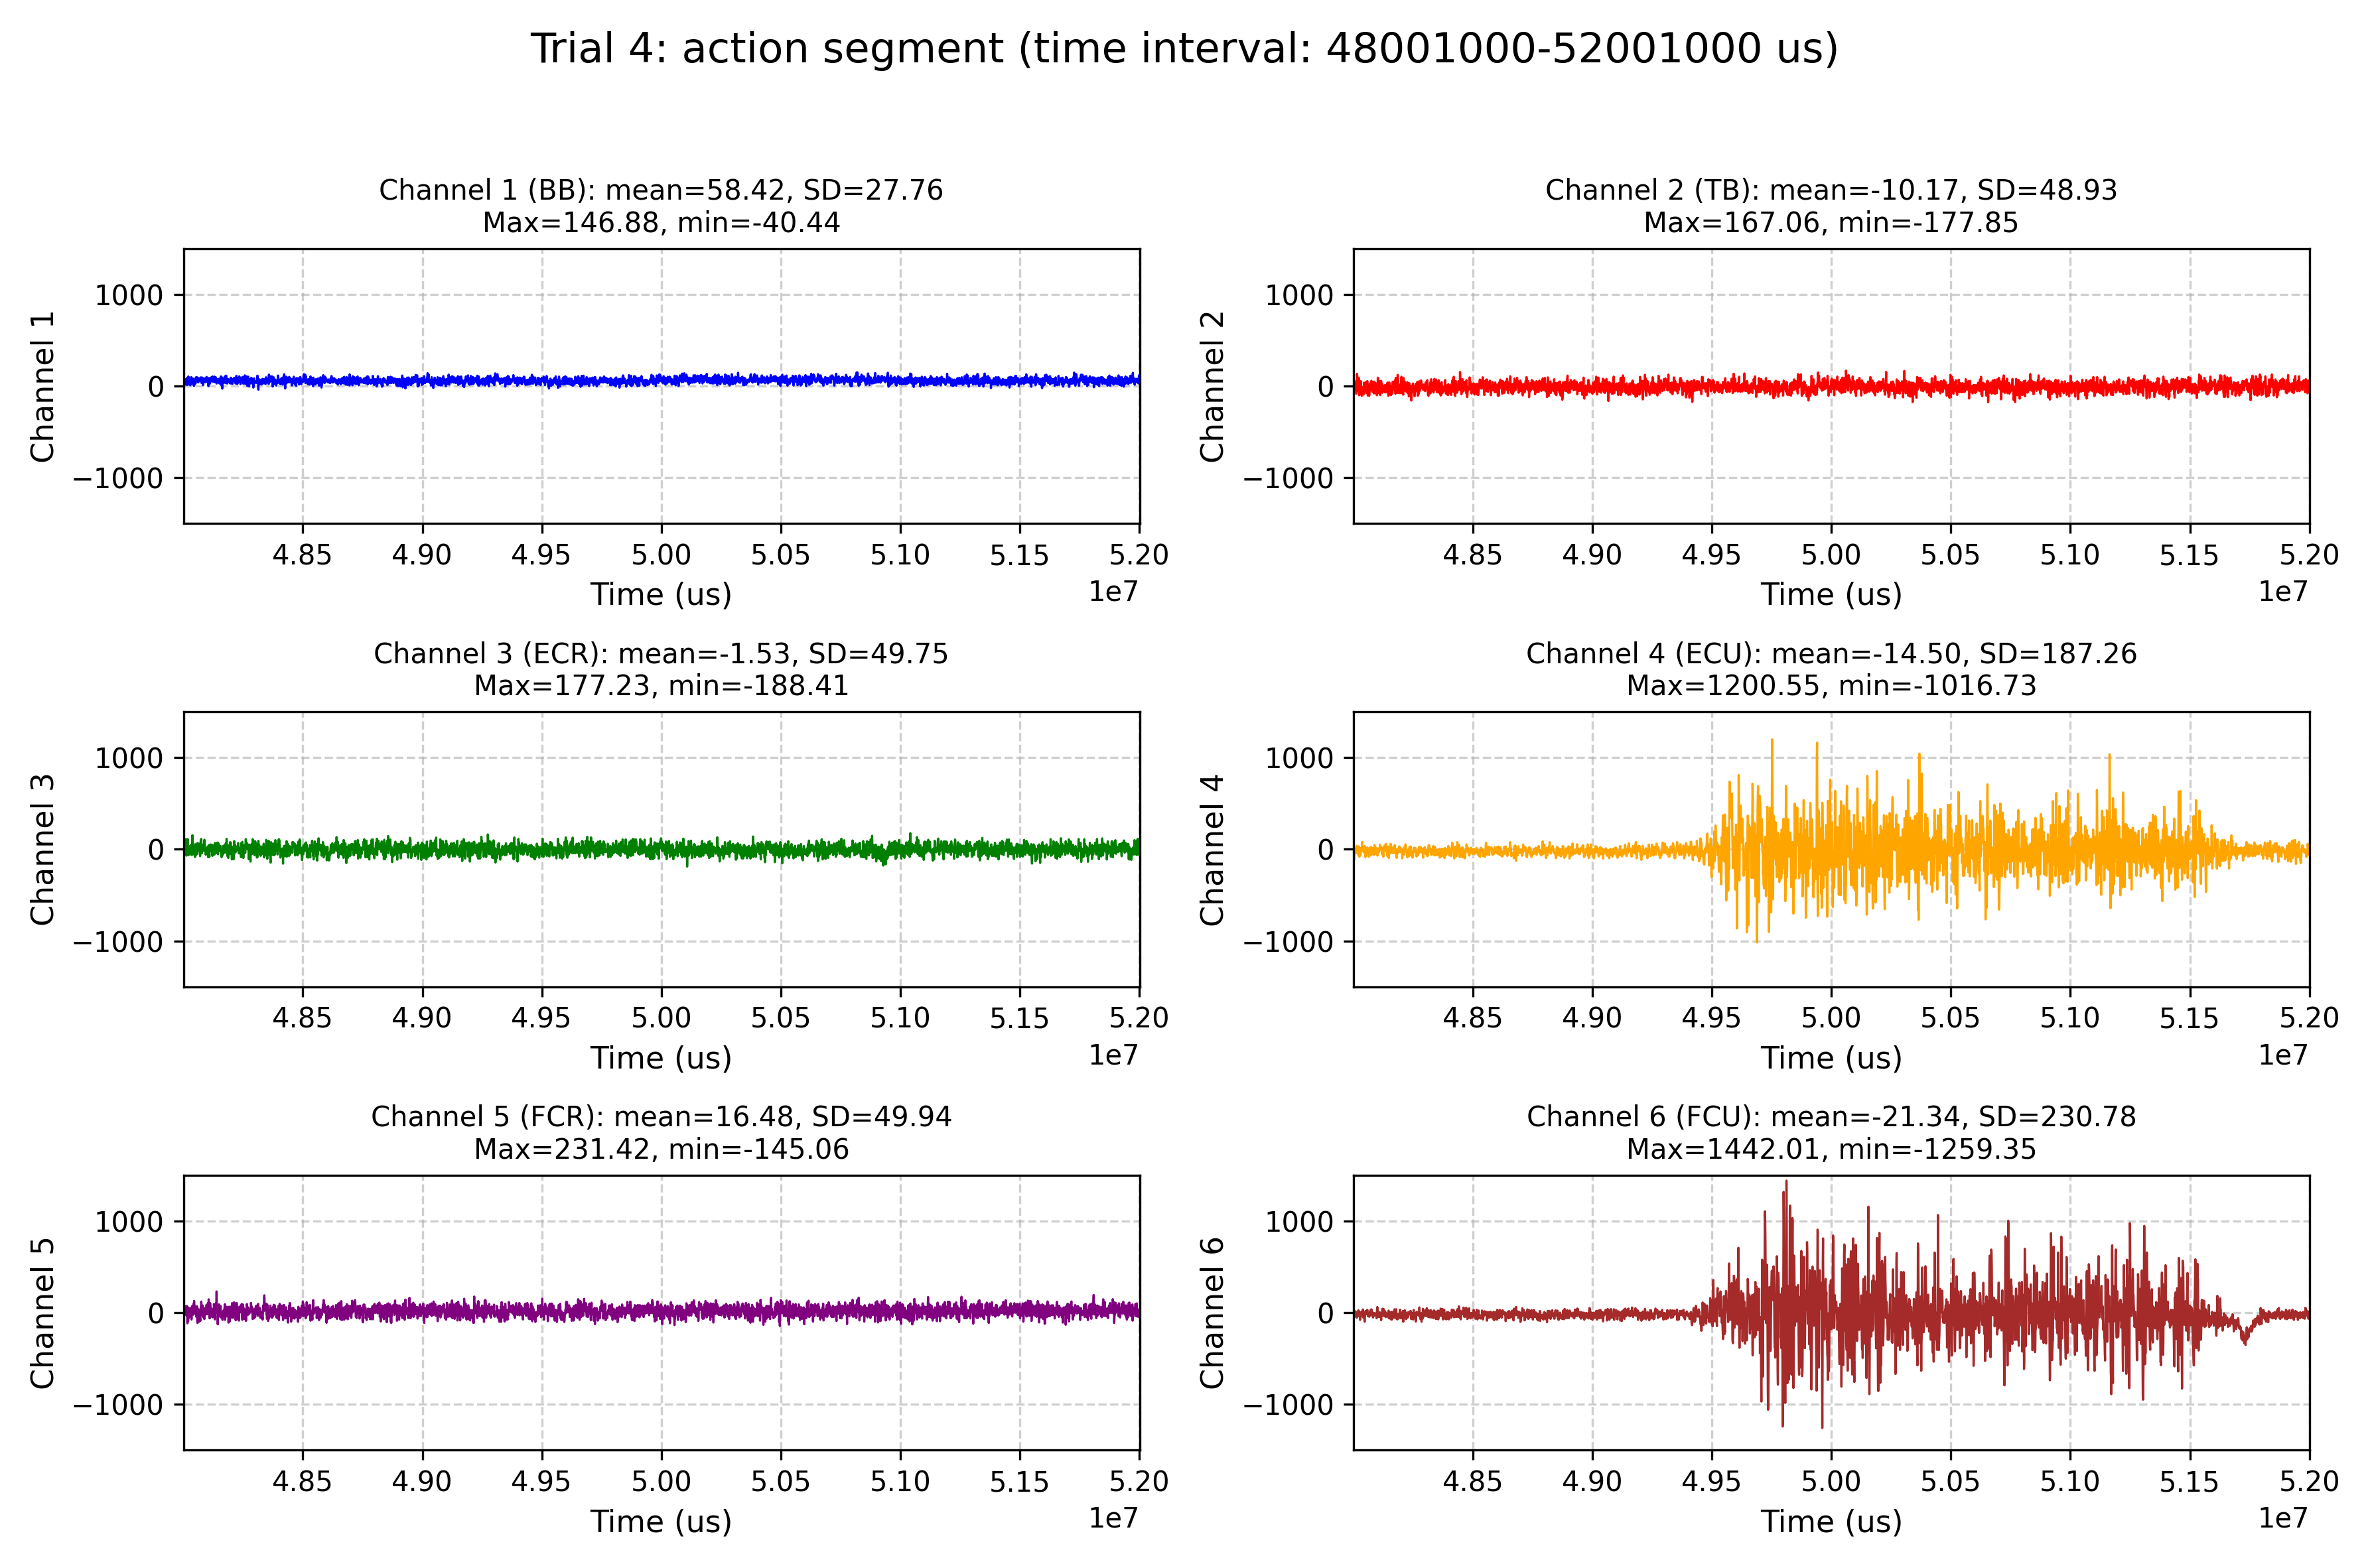 Trial 4: action segment (time interval: 48001000-52001000 us)
Channel 1 (BB): mean=58.42, SD=27.76
Max=146.88, min=-40.44
Channel 1
1000
0
−1000
4.85 4.90 4.95 5.00 5.05 5.10 5.15 5.20
Time (us)
1e7
Channel 2 (TB): mean=-10.17, SD=48.93
Max=167.06, min=-177.85
Channel 2
1000
0
−1000
4.85 4.90 4.95 5.00 5.05 5.10 5.15 5.20
Time (us)
1e7
Channel 3 (ECR): mean=-1.53, SD=49.75
Max=177.23, min=-188.41
Channel 3
1000
0
−1000
4.85 4.90 4.95 5.00 5.05 5.10 5.15 5.20
Time (us)
1e7
Channel 4 (ECU): mean=-14.50, SD=187.26
Max=1200.55, min=-1016.73
Channel 4
1000
0
−1000
4.85 4.90 4.95 5.00 5.05 5.10 5.15 5.20
Time (us)
1e7
Channel 5 (FCR): mean=16.48, SD=49.94
Max=231.42, min=-145.06
Channel 5
1000
0
−1000
4.85 4.90 4.95 5.00 5.05 5.10 5.15 5.20
Time (us)
1e7
Channel 6 (FCU): mean=-21.34, SD=230.78
Max=1442.01, min=-1259.35
Channel 6
1000
0
−1000
4.85 4.90 4.95 5.00 5.05 5.10 5.15 5.20
Time (us)
1e7